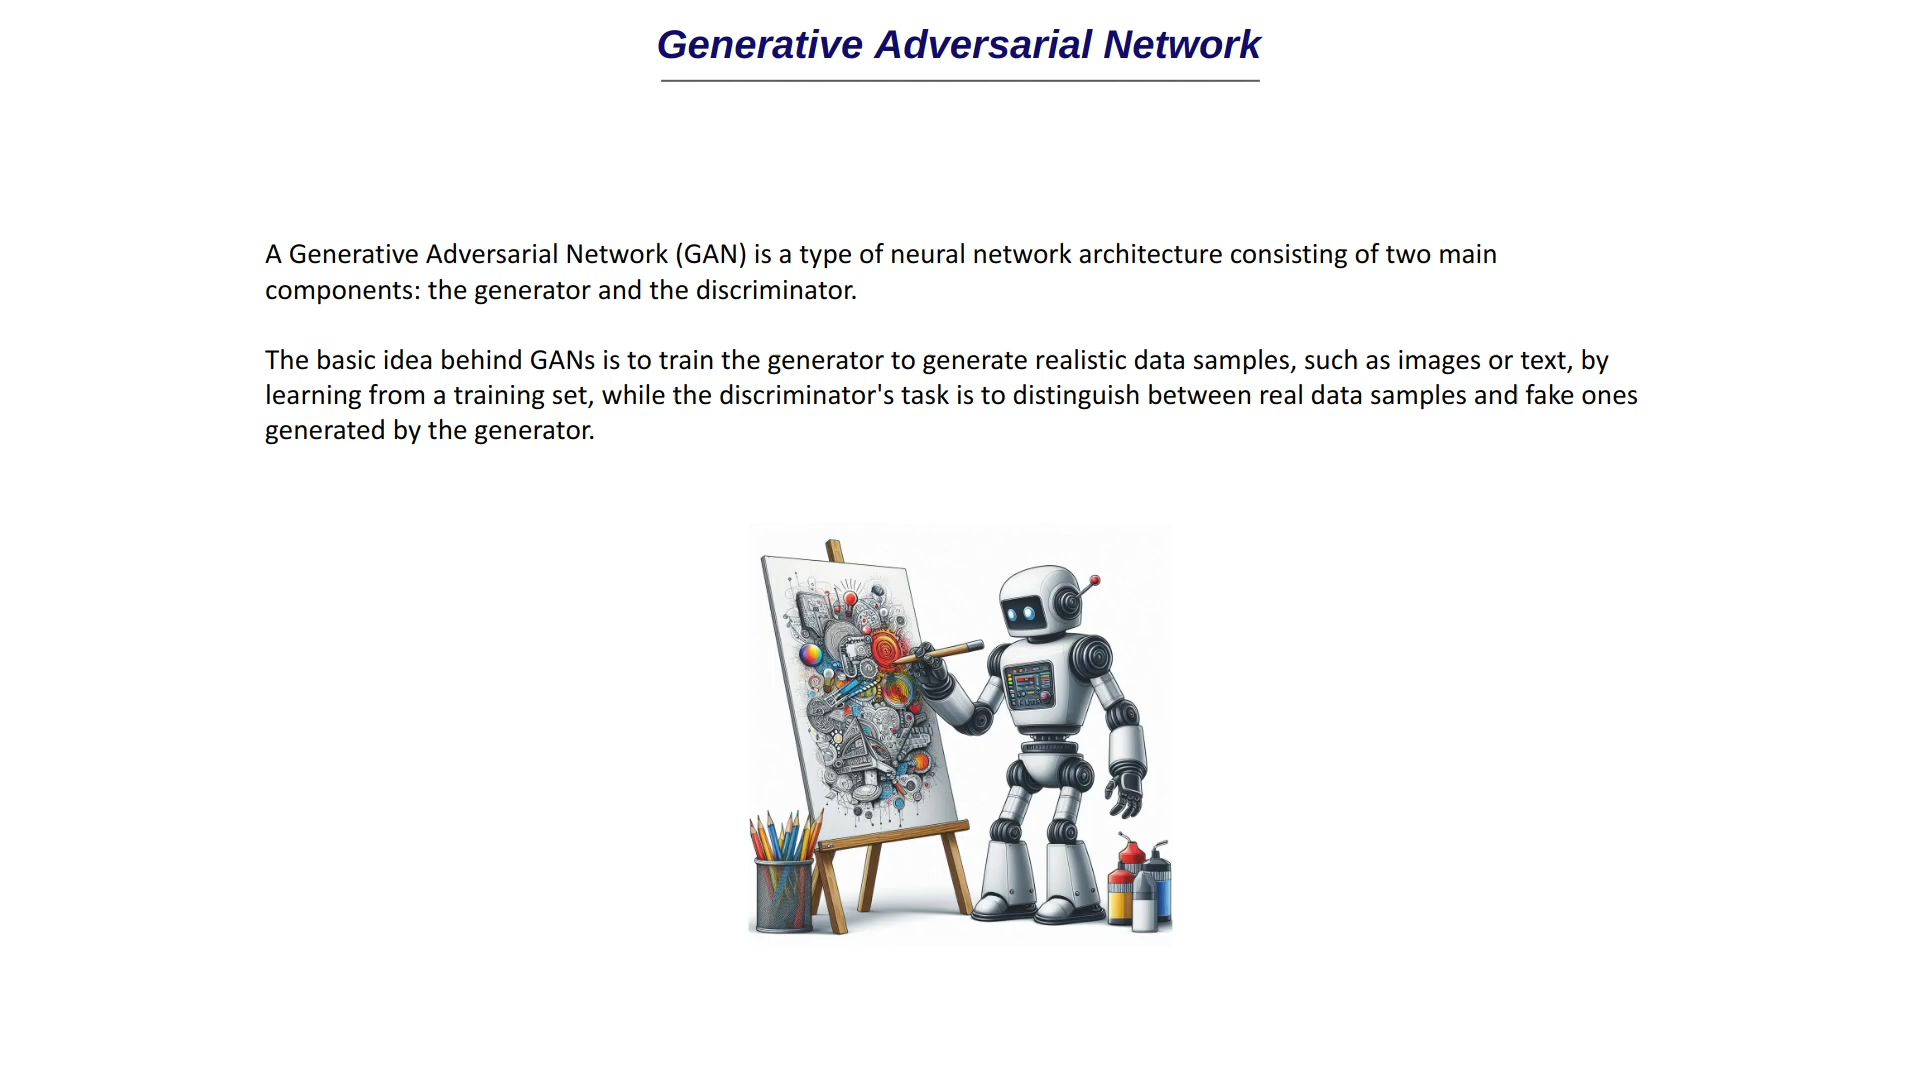 Generative Adversarial Network
A Generative Adversarial Network (GAN) is a type of neural network architecture consisting of two main
components: the generator and the discriminator.
The basic idea behind GANs is to train the generator to generate realistic data samples, such as images or text, by
learning from a training set, while the discriminator's task is to distinguish between real data samples and fake ones
generated by the generator.